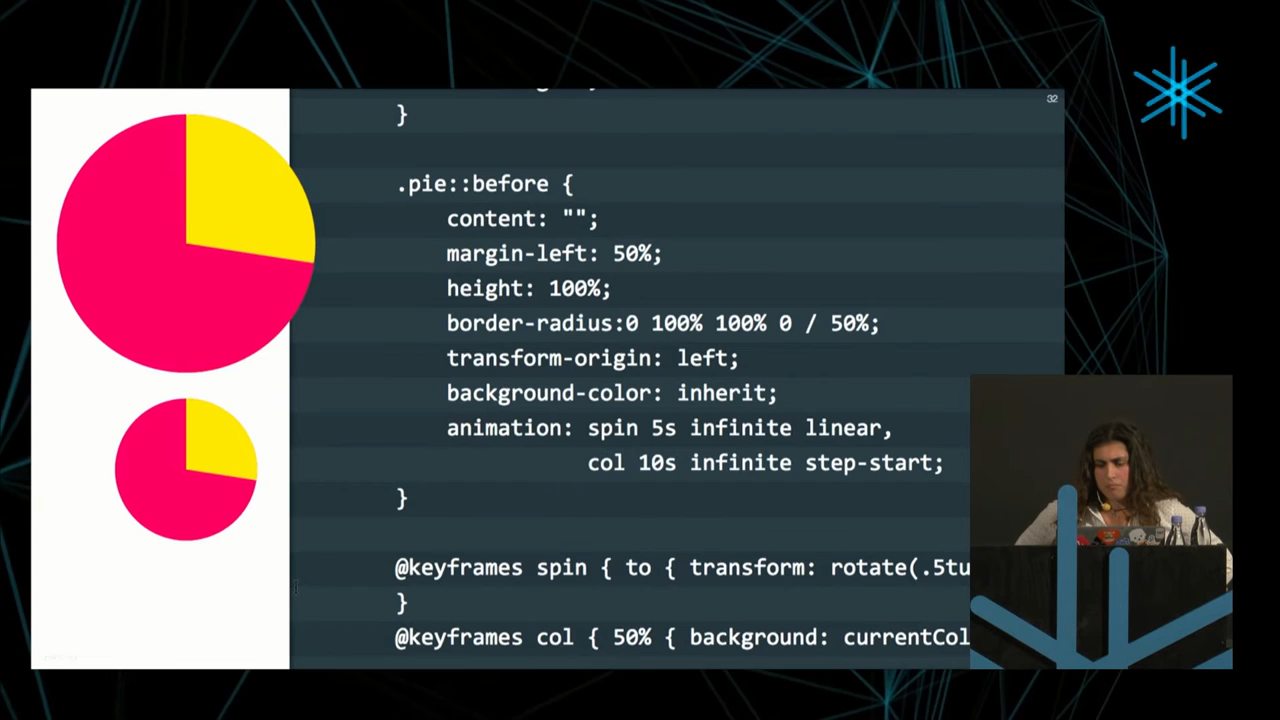 32
}
.pie::before {
content: "";
margin-left: 50%;
height: 100%;
border-radius:0 100% 100% 0 / 50%;
transform-origin: left;
background-color: inherit;
animation: spin 5s infinite linear,
col 10s infinite step-start;
}
@keyframes spin { to { transform: rotate(.5tu
}
@keyframes col { 50% { background: currentCol